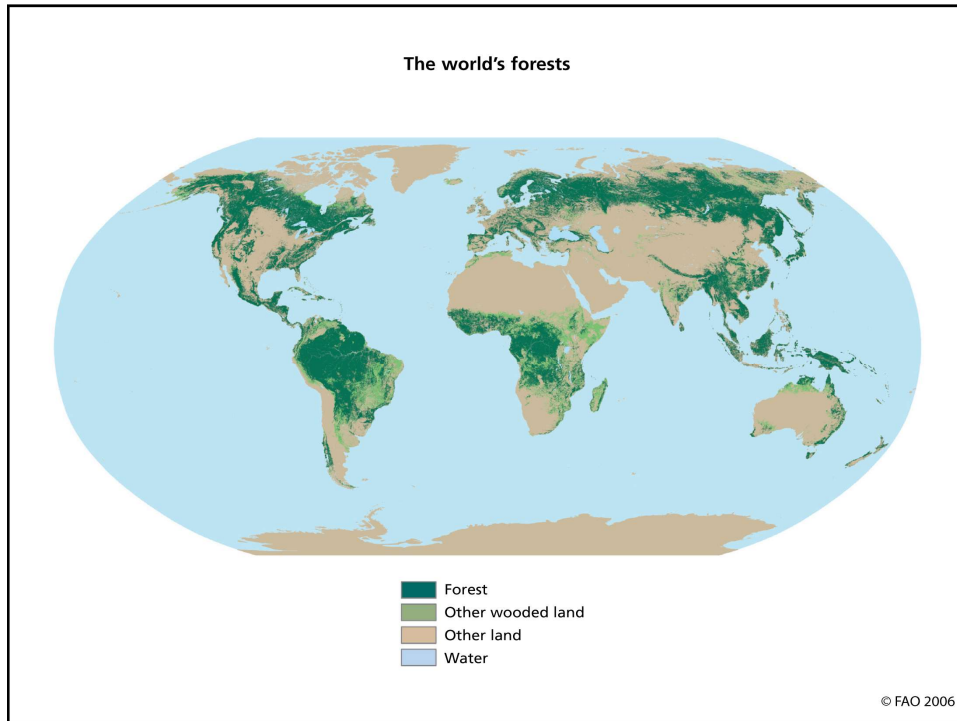 The world's forests
Forest
Other wooded land
Other land
Water
© FAO 2006